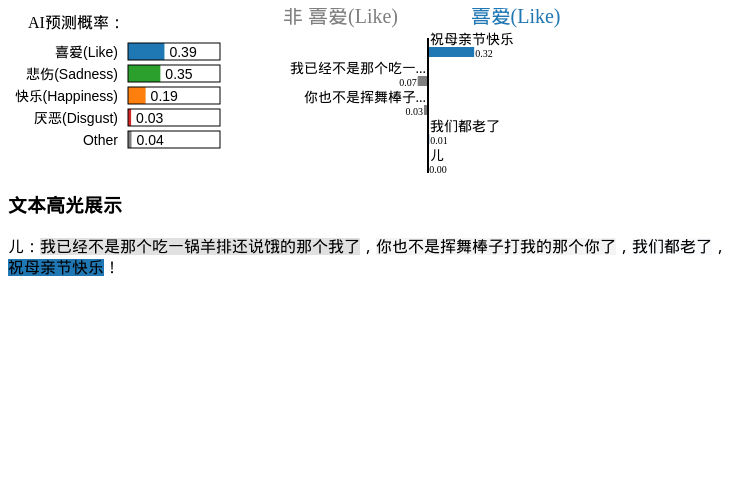 AI预测概率：
喜爱(Like) 0.39
悲伤(Sadness) 0.35
快乐(Happiness) 0.19
厌恶(Disgust) 0.03
Other 0.04
非 喜爱(Like) 喜爱(Like)
祝母亲节快乐
0.32
我已经不是那个吃一...
0.07
你也不是挥舞棒子...
0.03
我们都老了
0.01
儿
0.00
文本高光展示
儿：我已经不是那个吃一锅羊排还说饿的那个我了，你也不是挥舞棒子打我的那个你了，我们都老了，
祝母亲节快乐！